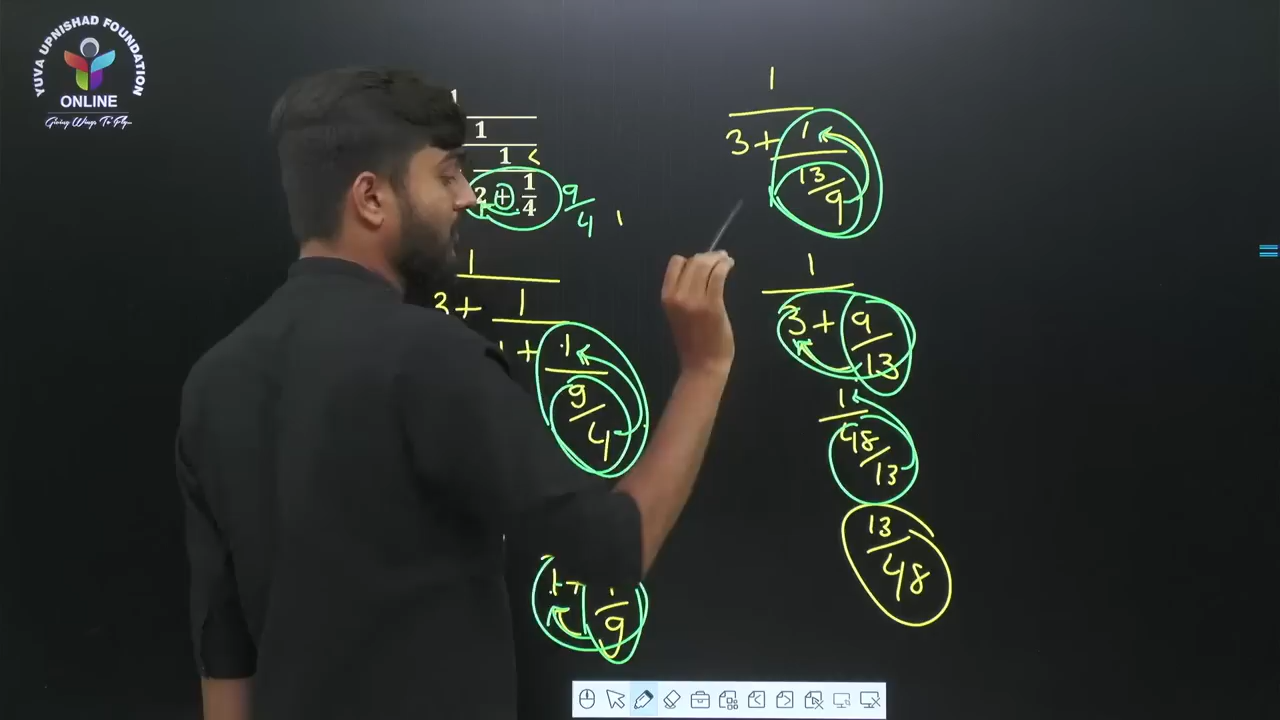 YUVA UPNISHAD FOUNDATION
ONLINE
Giving Wings To Fly...
1
1
1 <
2 + 1/4
9/4
1
1
3 + 1
1 + 1
9/4
1 +
/9
1
3 + 1
13/9
1
3 + 9/13
1
48/13
13/48